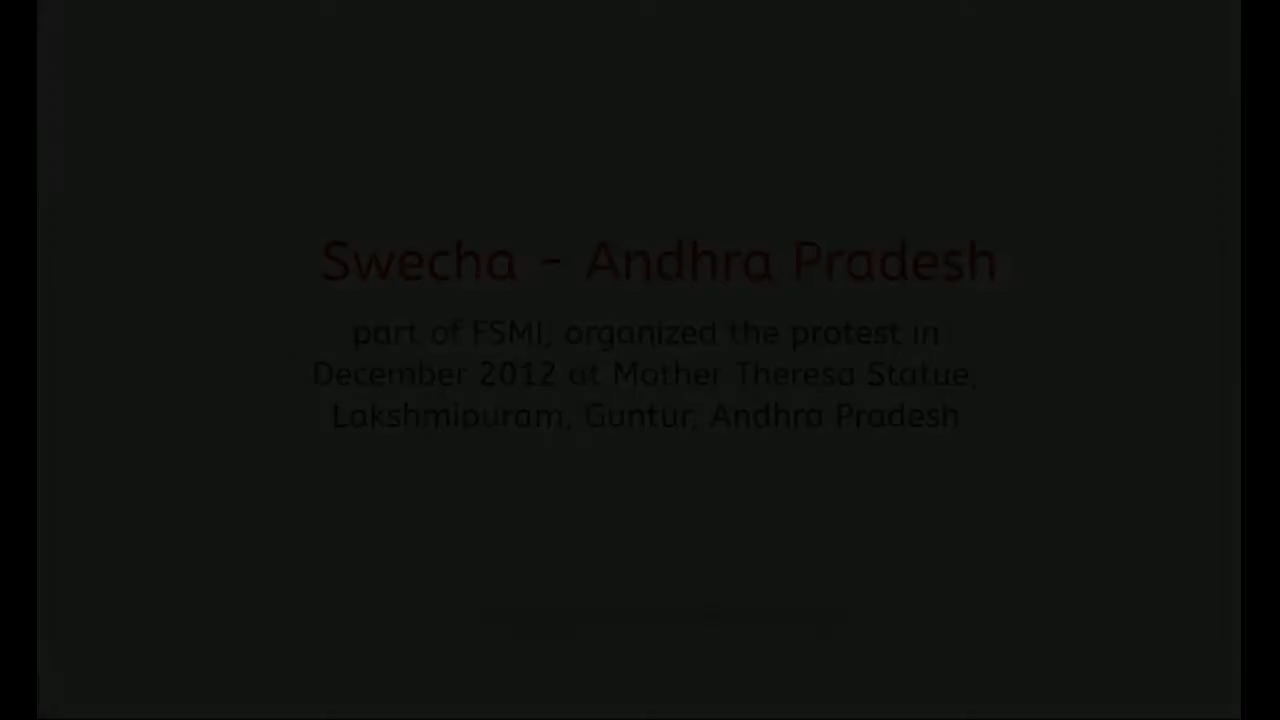 Swecha - Andhra Pradesh
part of FSMI, organized the protest in
December 2012 at Mother Theresa Statue,
Lakshmipuram, Guntur, Andhra Pradesh